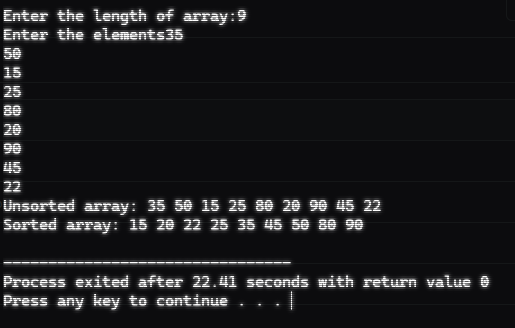 Enter the length of array:9
Enter the elements35
50
15
25
80
20
90
45
22
Unsorted array: 35 50 15 25 80 20 90 45 22
Sorted array: 15 20 22 25 35 45 50 80 90
--------------------------------
Process exited after 22.41 seconds with return value 0
Press any key to continue . . .